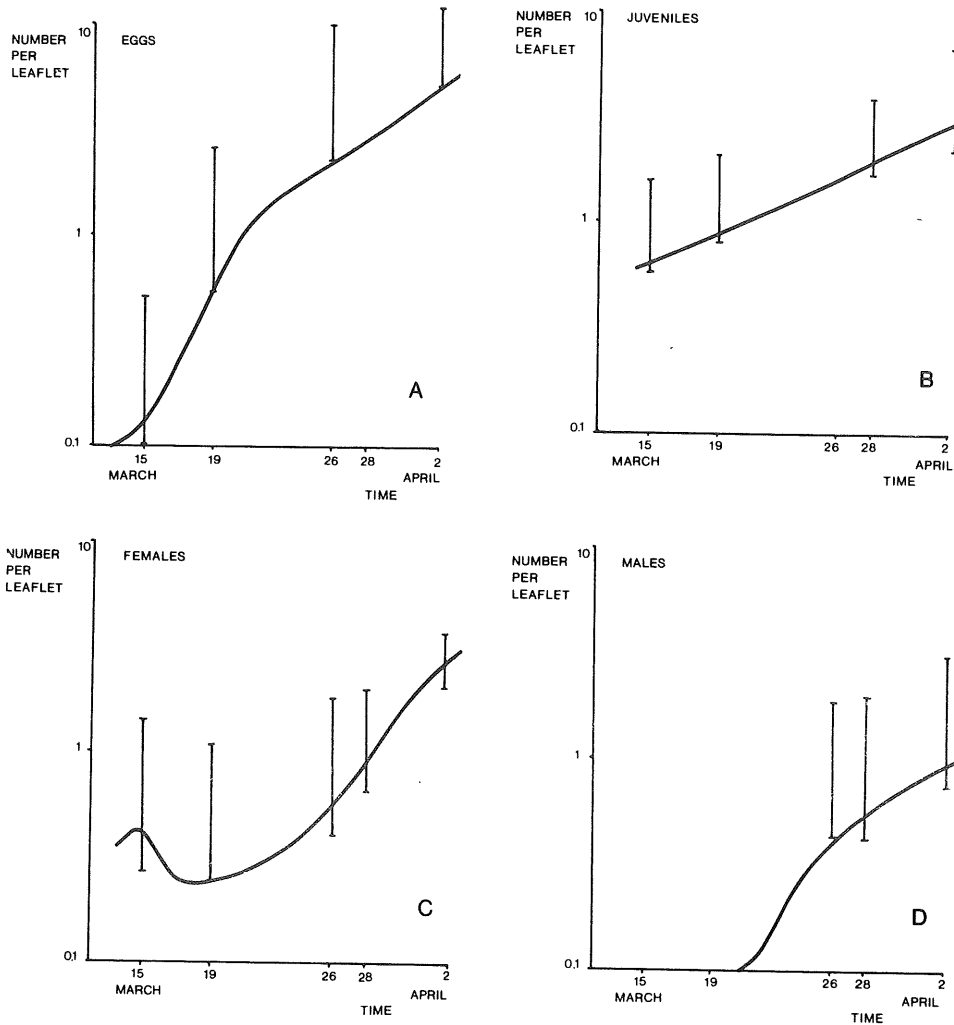 NUMBER
PER
LEAFLET
10
EGGS
1
A
0.1
15
19
26
28
2
MARCH
APRIL
TIME
10
JUVENILES
1
B
0.1
15
19
26
28
2
MARCH
APRIL
TIME
NUMBER
PER
LEAFLET
10
FEMALES
1
C
0.1
15
19
26
28
2
MARCH
APRIL
TIME
NUMBER
PER
LEAFLET
10
MALES
1
D
0.1
15
19
26
28
2
MARCH
APRIL
TIME